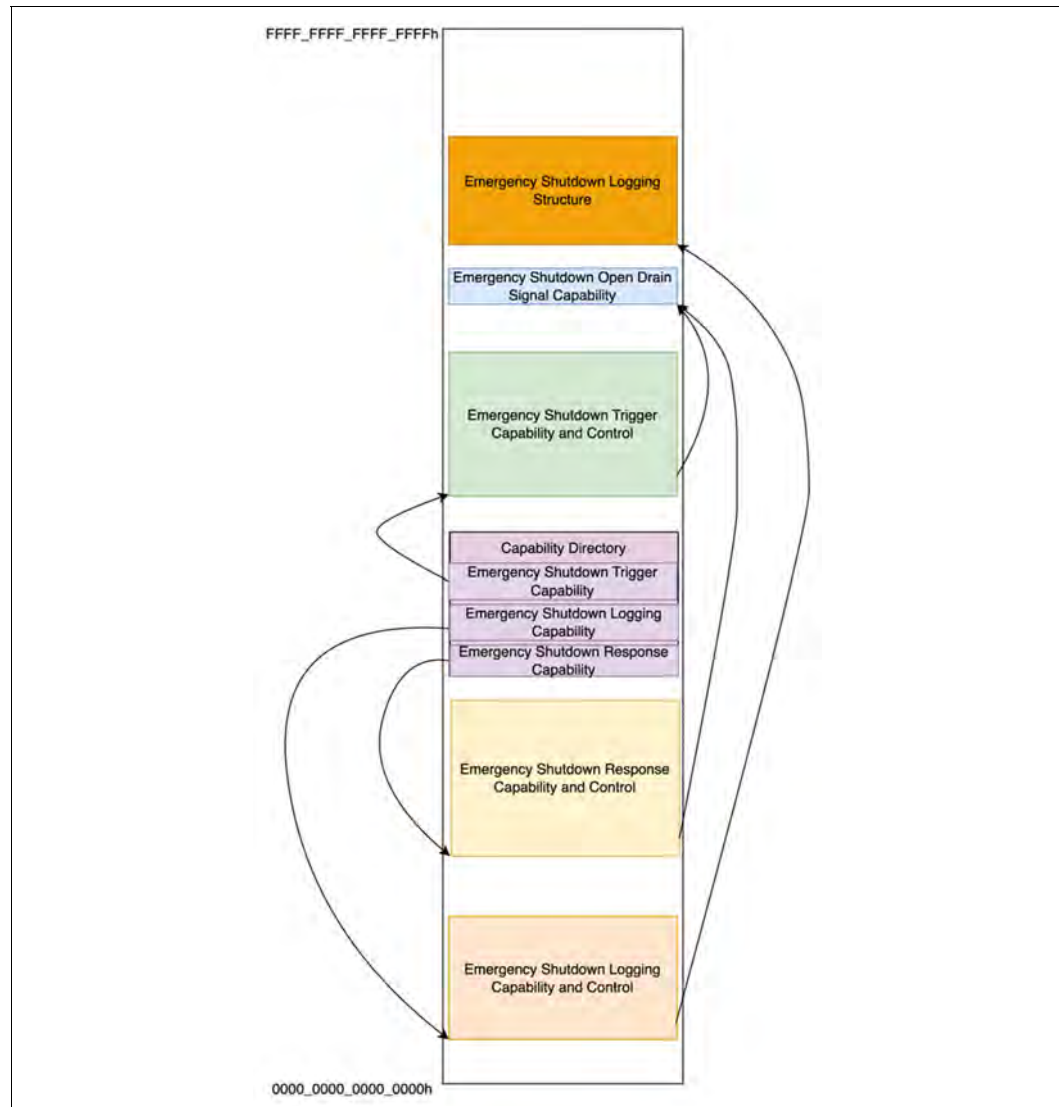 FFFF_FFFF_FFFF_FFFFh
Emergency Shutdown Logging
Structure
Emergency Shutdown Open Drain
Signal Capability
Emergency Shutdown Trigger
Capability and Control
Capability Directory
Emergency Shutdown Trigger
Capability
Emergency Shutdown Logging
Capability
Emergency Shutdown Response
Capability
Emergency Shutdown Response
Capability and Control
Emergency Shutdown Logging
Capability and Control
0000_0000_0000_0000h